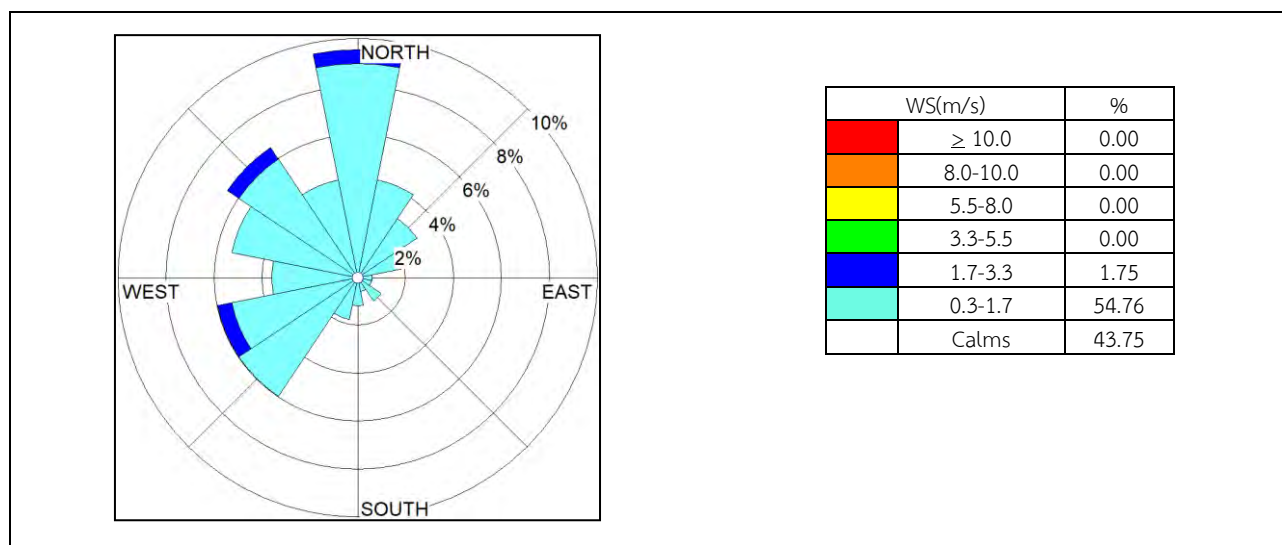 NORTH
10%
8%
6%
4%
2%
WEST
EAST
SOUTH
WS(m/s) %
≥ 10.0 0.00
8.0-10.0 0.00
5.5-8.0 0.00
3.3-5.5 0.00
1.7-3.3 1.75
0.3-1.7 54.76
Calms 43.75